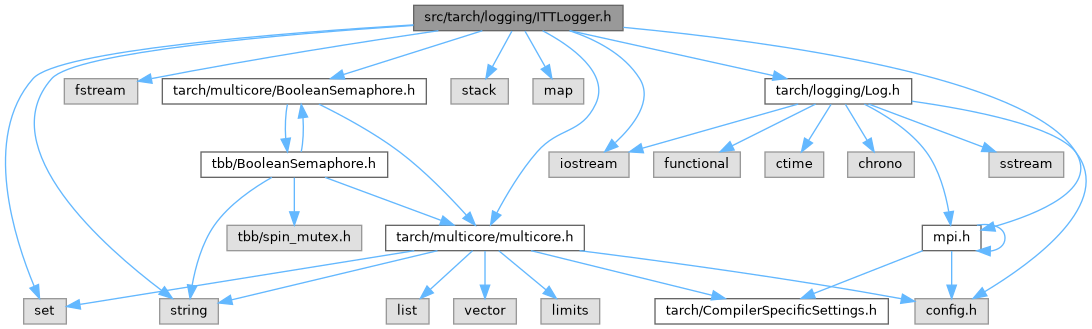 src/tarch/logging/ITTLogger.h
fstream
tarch/multicore/BooleanSemaphore.h
stack
map
tarch/logging/Log.h
tbb/BooleanSemaphore.h
iostream
functional
ctime
chrono
sstream
tbb/spin_mutex.h
tarch/multicore/multicore.h
mpi.h
set
string
list
vector
limits
tarch/CompilerSpecificSettings.h
config.h